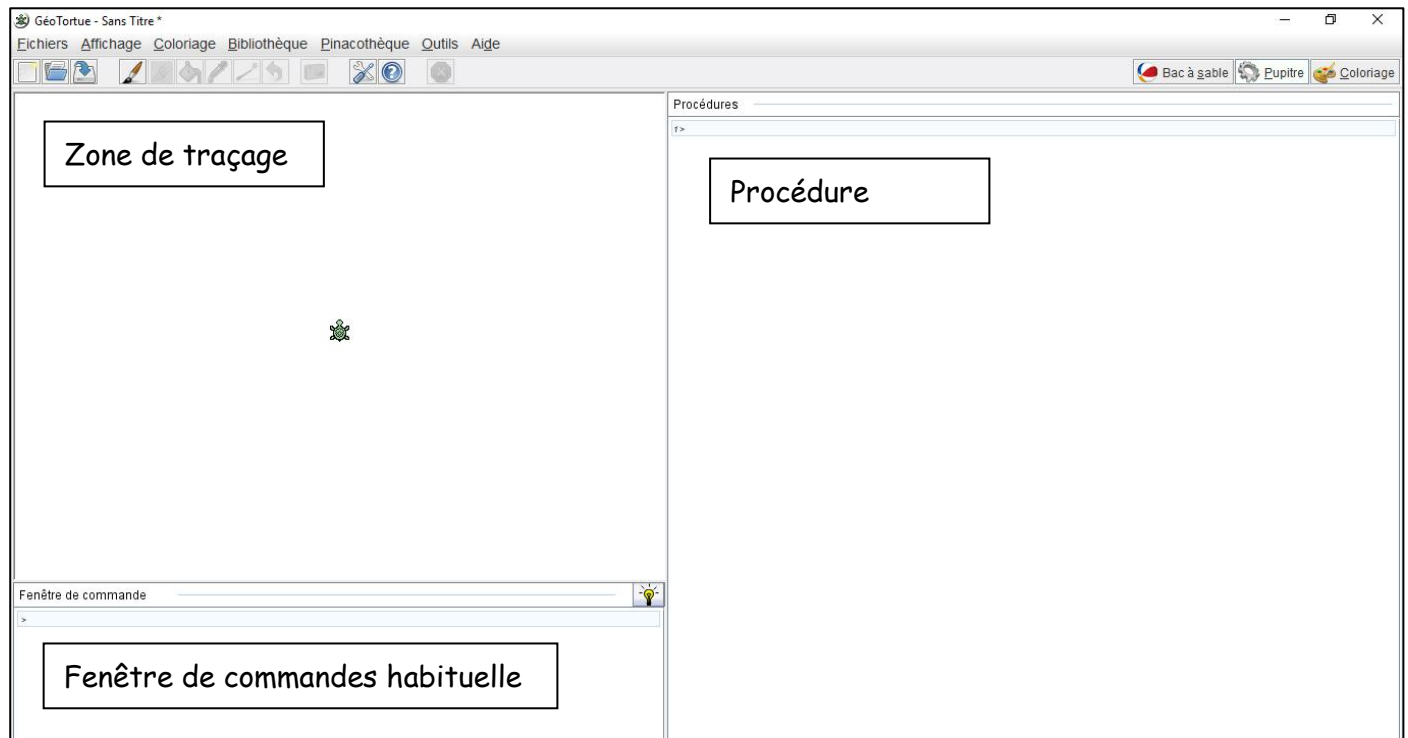 GéoTortue - Sans Titre *
Fichiers Affichage Coloriage Bibliothèque Pinacothèque Outils Aide
Bac à sable Pupitre Coloriage
Procédures
1>
Zone de traçage
Procédure
Fenêtre de commande
>
Fenêtre de commandes habituelle